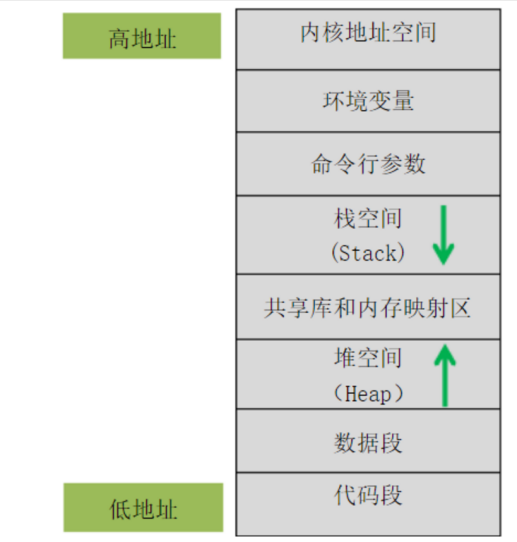 高地址
内核地址空间
环境变量
命令行参数
栈空间
(Stack)
共享库和内存映射区
堆空间
（Heap）
数据段
代码段
低地址